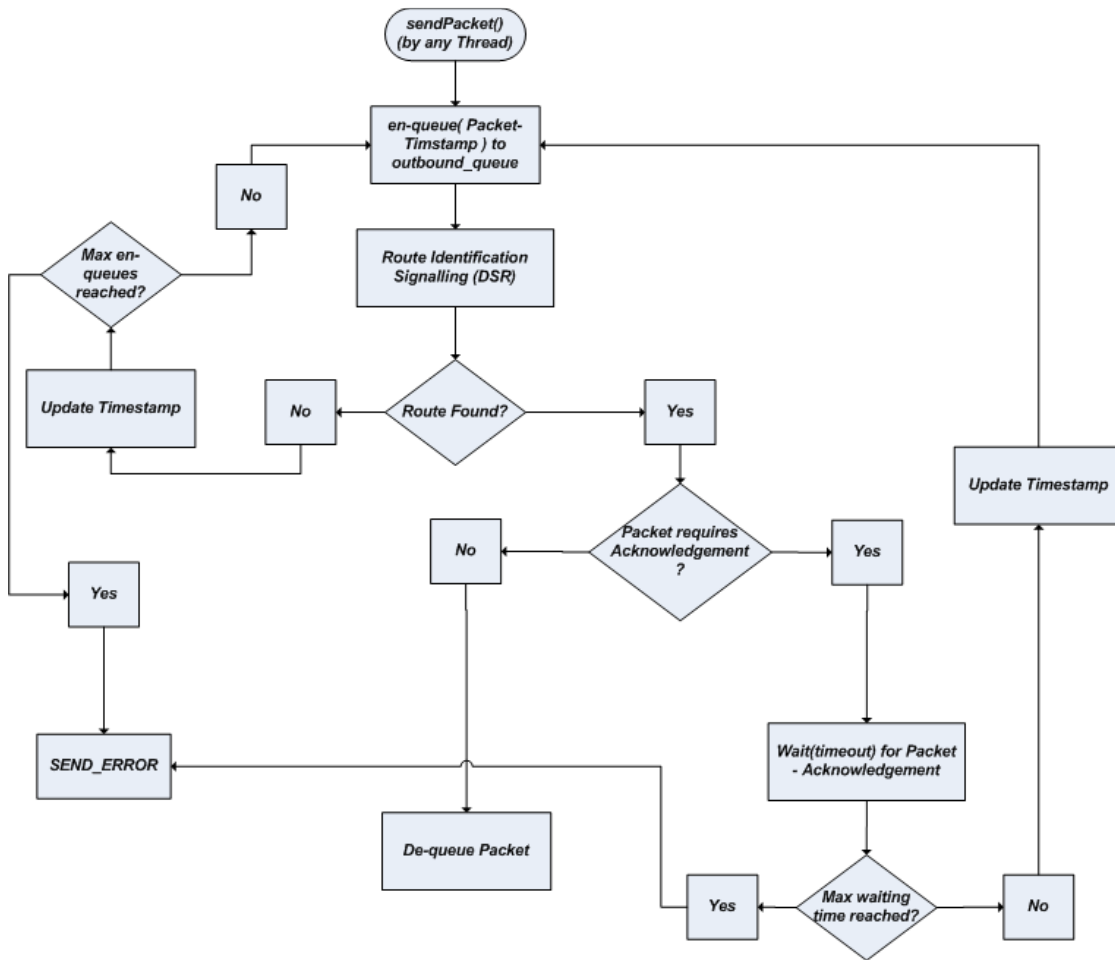 sendPacket()
(by any Thread)
en-queue( Packet-
Timstamp ) to
outbound_queue
No
Max en-
queues
reached?
Route Identification
Signalling (DSR)
Update Timestamp
No
Route Found?
Yes
Update Timestamp
No
Packet requires
Acknowledgement
?
Yes
Yes
SEND_ERROR
Wait(timeout) for Packet
- Acknowledgement
De-queue Packet
Yes
Max waiting
time reached?
No